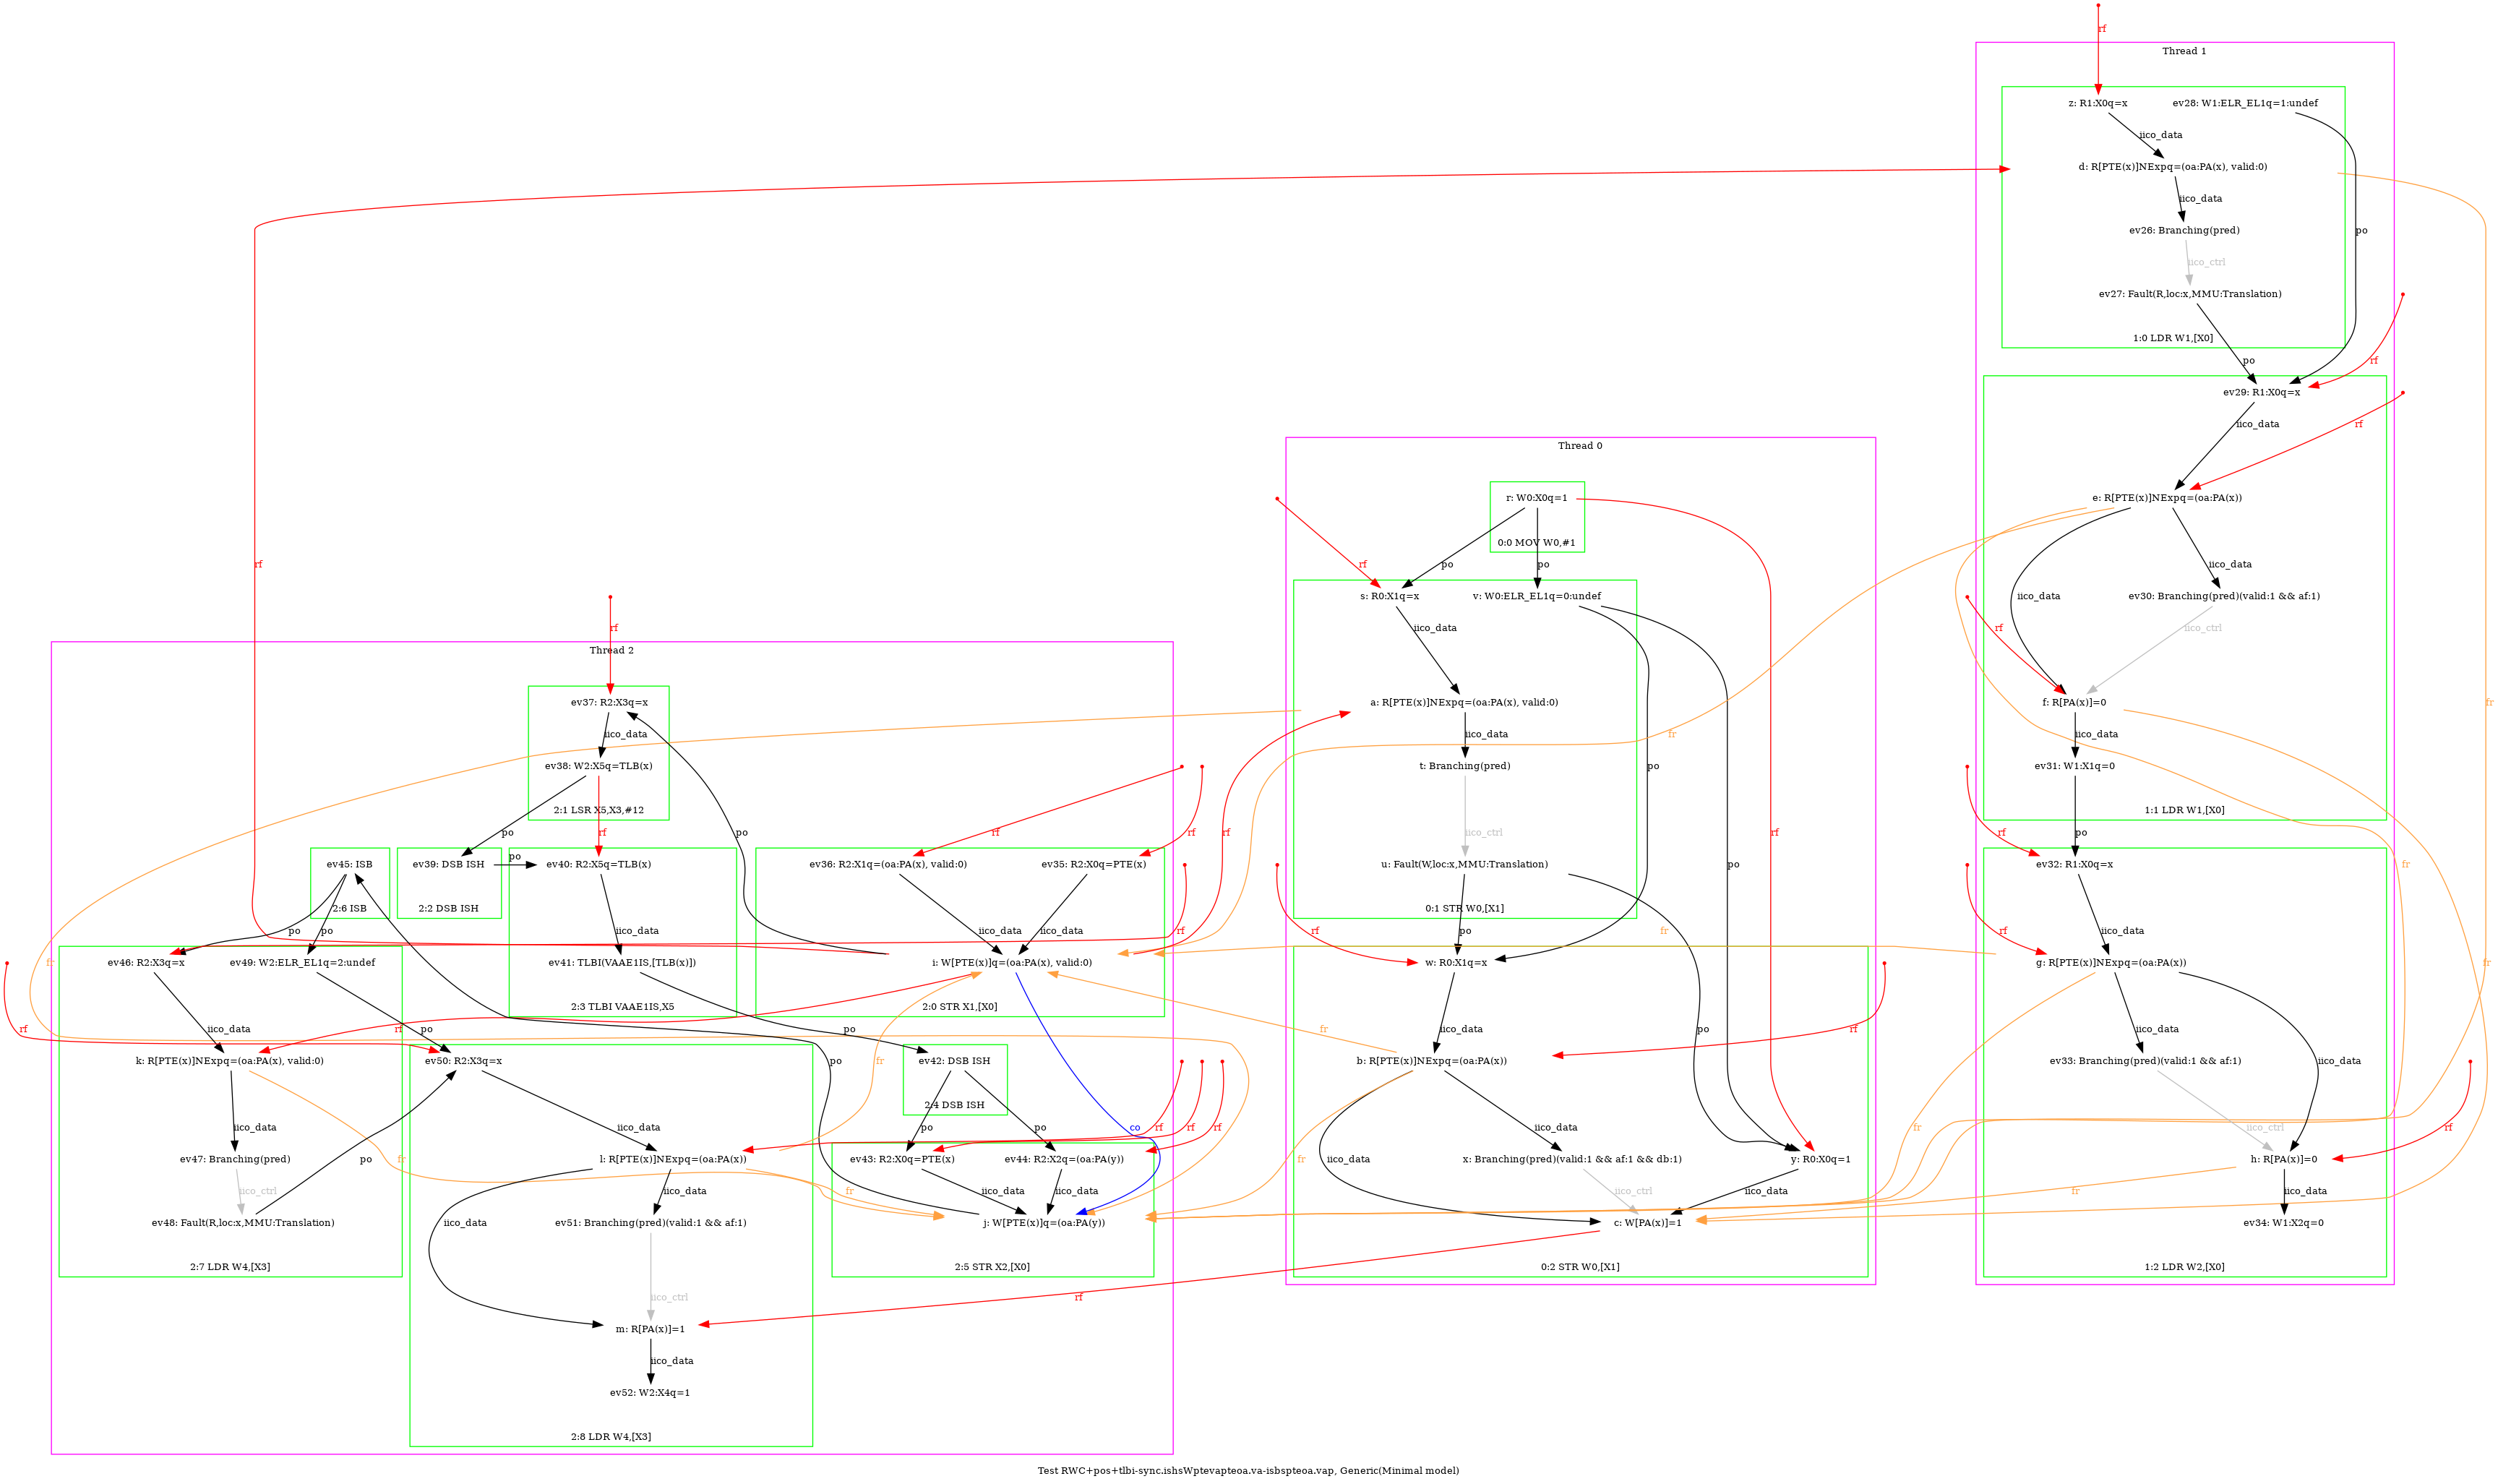 rf
Thread 1
z: R1:X0q=x
ev28: W1:ELR_EL1q=1:undef
iico_data
d: R[PTE(x)]NExpq=(oa:PA(x), valid:0)
iico_data
ev26: Branching(pred)
po
iico_ctrl
ev27: Fault(R,loc:x,MMU:Translation)
1:0 LDR W1,[X0]
po
rf
fr
ev29: R1:X0q=x
iico_data
rf
e: R[PTE(x)]NExpq=(oa:PA(x))
iico_data
iico_data
ev30: Branching(pred)(valid:1 && af:1)
rf
iico_ctrl
f: R[PA(x)]=0
iico_data
ev31: W1:X1q=0
1:1 LDR W1,[X0]
rf
po
fr
ev32: R1:X0q=x
rf
iico_data
g: R[PTE(x)]NExpq=(oa:PA(x))
fr
iico_data
iico_data
ev33: Branching(pred)(valid:1 && af:1)
fr
iico_ctrl
rf
h: R[PA(x)]=0
fr
iico_data
ev34: W1:X2q=0
1:2 LDR W2,[X0]
Thread 0
r: W0:X0q=1
0:0 MOV W0,#1
rf
po
po
rf
s: R0:X1q=x
v: W0:ELR_EL1q=0:undef
iico_data
a: R[PTE(x)]NExpq=(oa:PA(x), valid:0)
fr
iico_data
t: Branching(pred)
po
iico_ctrl
u: Fault(W,loc:x,MMU:Translation)
po
0:1 STR W0,[X1]
rf
po
fr
w: R0:X1q=x
iico_data
po
rf
fr
b: R[PTE(x)]NExpq=(oa:PA(x))
iico_data
iico_data
x: Branching(pred)(valid:1 && af:1 && db:1)
y: R0:X0q=1
fr
iico_ctrl
iico_data
c: W[PA(x)]=1
0:2 STR W0,[X1]
rf
rf
rf
Thread 2
ev37: R2:X3q=x
iico_data
ev38: W2:X5q=TLB(x)
2:1 LSR X5,X3,#12
po
rf
po
rf
rf
rf
ev45: ISB
2:6 ISB
ev39: DSB ISH
2:2 DSB ISH
po
ev40: R2:X5q=TLB(x)
iico_data
ev41: TLBI(VAAE1IS,[TLB(x)])
2:3 TLBI VAAE1IS,X5
ev36: R2:X1q=(oa:PA(x), valid:0)
ev35: R2:X0q=PTE(x)
iico_data
iico_data
rf
i: W[PTE(x)]q=(oa:PA(x), valid:0)
2:0 STR X1,[X0]
fr
po
po
ev46: R2:X3q=x
ev49: W2:ELR_EL1q=2:undef
rf
iico_data
po
rf
po
k: R[PTE(x)]NExpq=(oa:PA(x), valid:0)
iico_data
ev47: Branching(pred)
iico_ctrl
ev48: Fault(R,loc:x,MMU:Translation)
2:7 LDR W4,[X3]
po
fr
po
ev50: R2:X3q=x
iico_data
fr
l: R[PTE(x)]NExpq=(oa:PA(x))
iico_data
iico_data
ev51: Branching(pred)(valid:1 && af:1)
iico_ctrl
m: R[PA(x)]=1
iico_data
ev52: W2:X4q=1
2:8 LDR W4,[X3]
fr
ev42: DSB ISH
2:4 DSB ISH
po
po
co
rf
rf
rf
ev43: R2:X0q=PTE(x)
ev44: R2:X2q=(oa:PA(y))
iico_data
iico_data
j: W[PTE(x)]q=(oa:PA(y))
2:5 STR X2,[X0]
Test RWC+pos+tlbi-sync.ishsWptevapteoa.va-isbspteoa.vap, Generic(Minimal model)